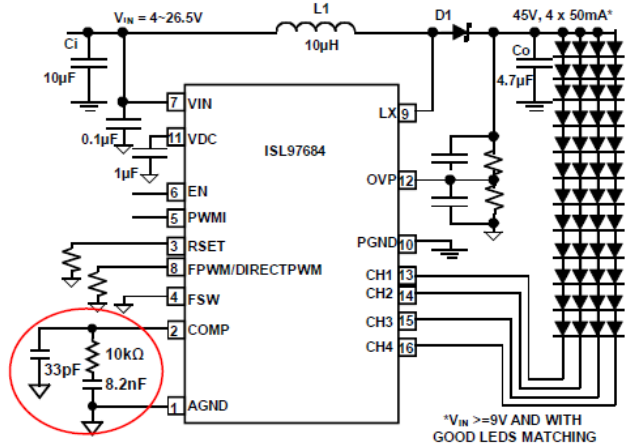 V_IN = 4~26.5V
L1
10µH
D1
45V, 4 x 50mA*
Ci
10µF
Co
4.7µF
7 VIN
LX 9
0.1µF
11 VDC
1µF
ISL97684
OVP 12
6 EN
5 PWMI
3 RSET
PGND 10
8 FPWM/DIRECTPWM
CH1 13
4 FSW
CH2 14
2 COMP
CH3 15
CH4 16
33pF
10kΩ
8.2nF
1 AGND
*V_IN >=9V AND WITH
GOOD LEDS MATCHING